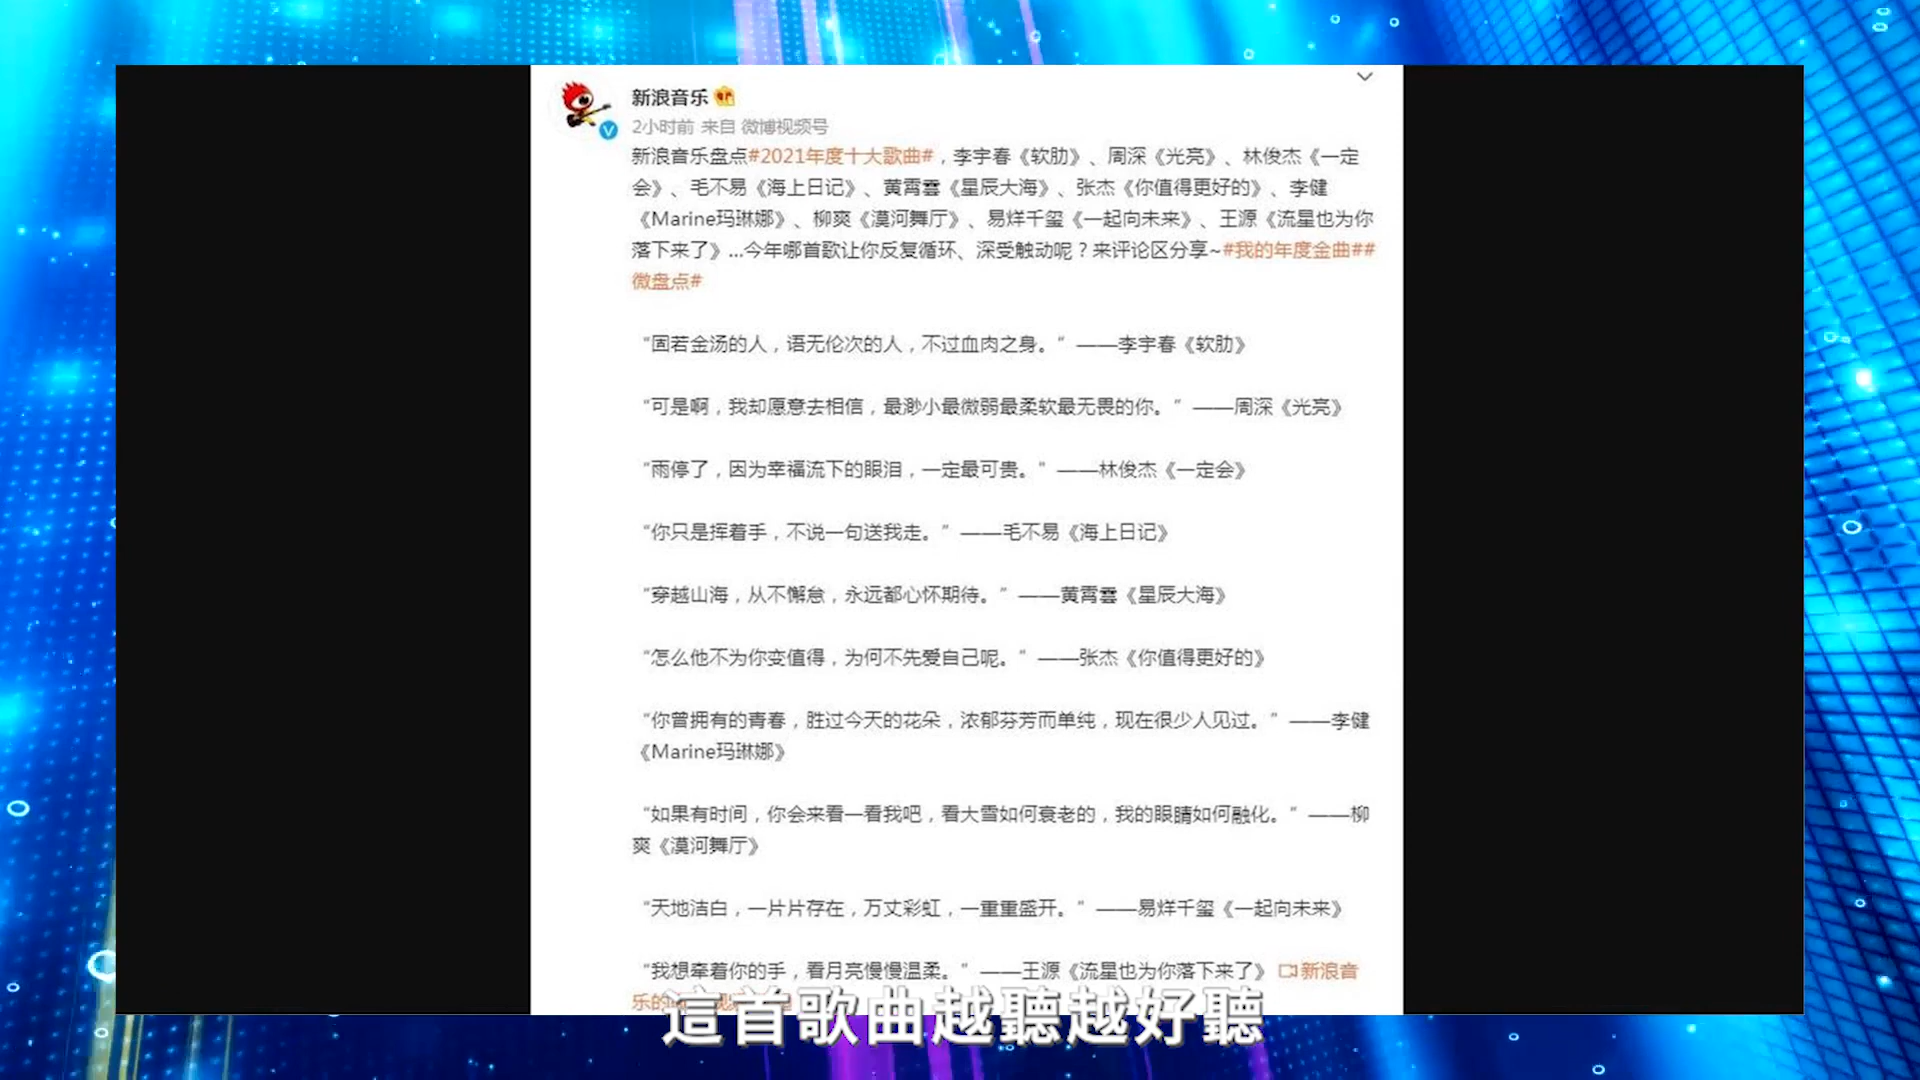 新浪音乐
2小时前 来自 微博视频号
新浪音乐盘点#2021年度十大歌曲#，李宇春《软肋》、周深《光亮》、林俊杰《一定
会》、毛不易《海上日记》、黄霄雲《星辰大海》、张杰《你值得更好的》、李健
《Marine玛琳娜》、柳爽《漠河舞厅》、易烊千玺《一起向未来》、王源《流星也为你
落下来了》...今年哪首歌让你反复循环、深受触动呢？来评论区分享~#我的年度金曲##
微盘点#
“固若金汤的人，语无伦次的人，不过血肉之身。”——李宇春《软肋》
“可是啊，我却愿意去相信，最渺小最微弱最柔软最无畏的你。”——周深《光亮》
“雨停了，因为幸福流下的眼泪，一定最可贵。”——林俊杰《一定会》
“你只是挥着手，不说一句送我走。”——毛不易《海上日记》
“穿越山海，从不懈怠，永远都心怀期待。”——黄霄雲《星辰大海》
“怎么他不为你变值得，为何不先爱自己呢。”——张杰《你值得更好的》
“你曾拥有的青春，胜过今天的花朵，浓郁芬芳而单纯，现在很少人见过。”——李健
《Marine玛琳娜》
“如果有时间，你会来看一看我吧，看大雪如何衰老的，我的眼睛如何融化。”——柳
爽《漠河舞厅》
“天地洁白，一片片存在，万丈彩虹，一重重盛开。”——易烊千玺《一起向未来》
“我想牵着你的手，看月亮慢慢温柔。”——王源《流星也为你落下来了》 新浪音
乐的
這首歌曲越聽越好聽